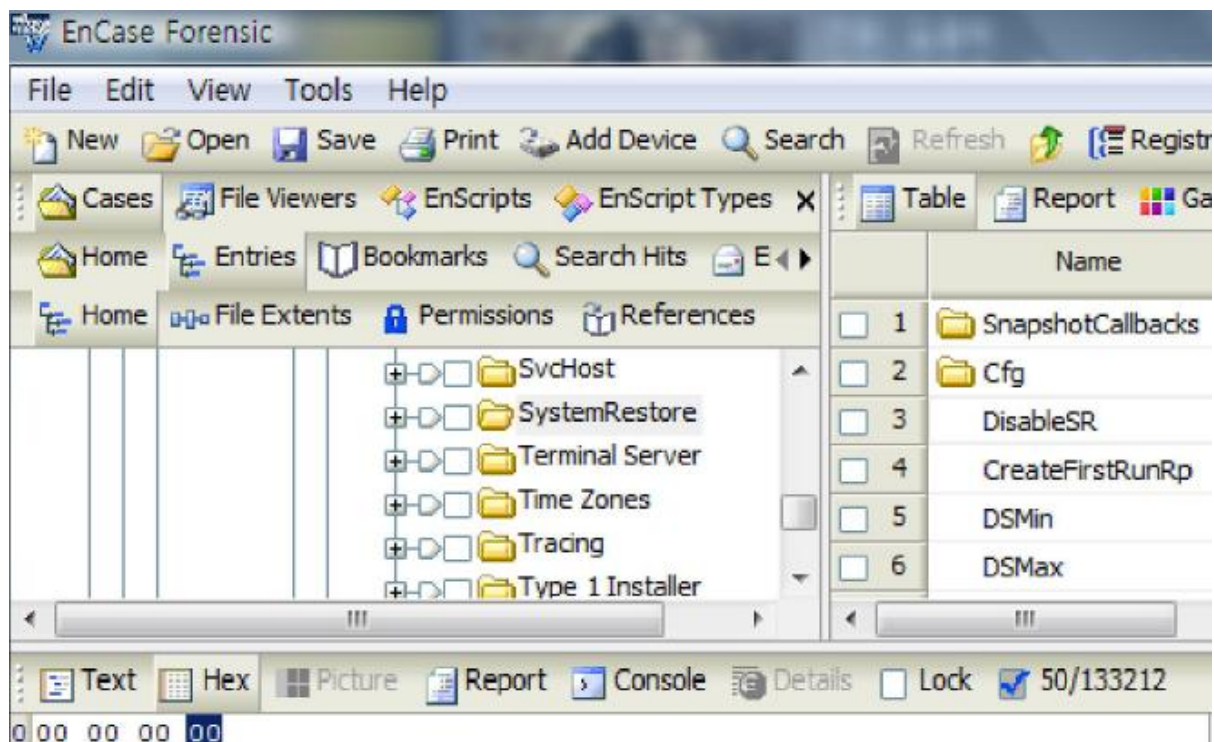 EnCase Forensic
File Edit View Tools Help
New Open Save Print Add Device Search Refresh Registr
Cases File Viewers EnScripts EnScript Types
Home Entries Bookmarks Search Hits E
Home File Extents Permissions References
SvcHost
SystemRestore
Terminal Server
Time Zones
Tracing
Type 1 Installer
Table Report Ga
Name
1 SnapshotCallbacks
2 Cfg
3 DisableSR
4 CreateFirstRunRp
5 DSMin
6 DSMax
Text Hex Picture Report Console Details Lock 50/133212
0 00 00 00 00